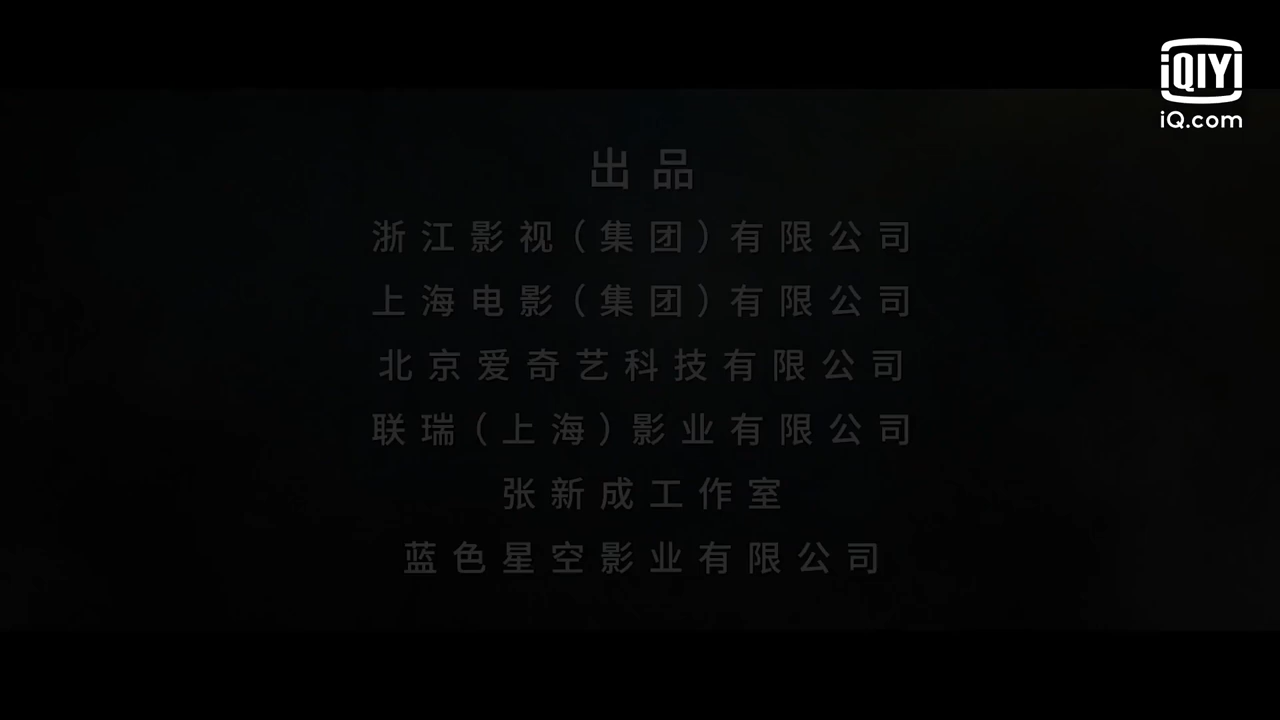 iQIYI
iQ.com
出品
浙江影视(集团)有限公司
上海电影(集团)有限公司
北京爱奇艺科技有限公司
联瑞(上海)影业有限公司
张新成工作室
蓝色星空影业有限公司